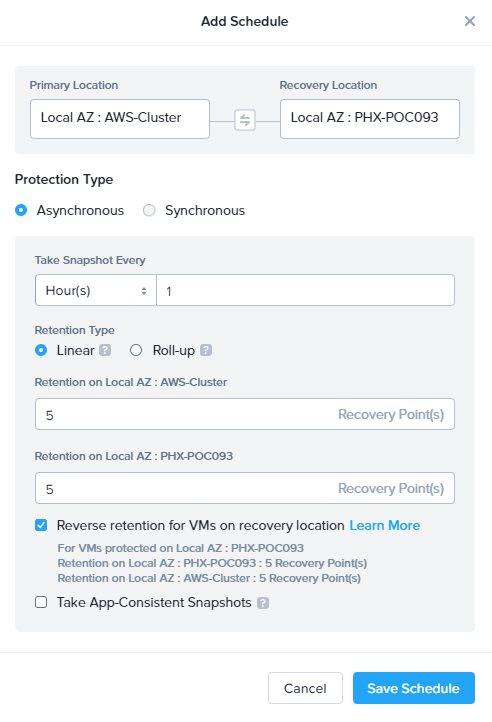 Add Schedule
Primary Location
Recovery Location
Local AZ : AWS-Cluster
Local AZ : PHX-POC093
Protection Type
Asynchronous
Synchronous
Take Snapshot Every
Hour(s)
1
Retention Type
Linear ?
Roll-up ?
Retention on Local AZ : AWS-Cluster
5 Recovery Point(s)
Retention on Local AZ : PHX-POC093
5 Recovery Point(s)
Reverse retention for VMs on recovery location Learn More
For VMs protected on Local AZ : PHX-POC093
Retention on Local AZ : PHX-POC093 : 5 Recovery Point(s)
Retention on Local AZ : AWS-Cluster : 5 Recovery Point(s)
Take App-Consistent Snapshots ?
Cancel
Save Schedule